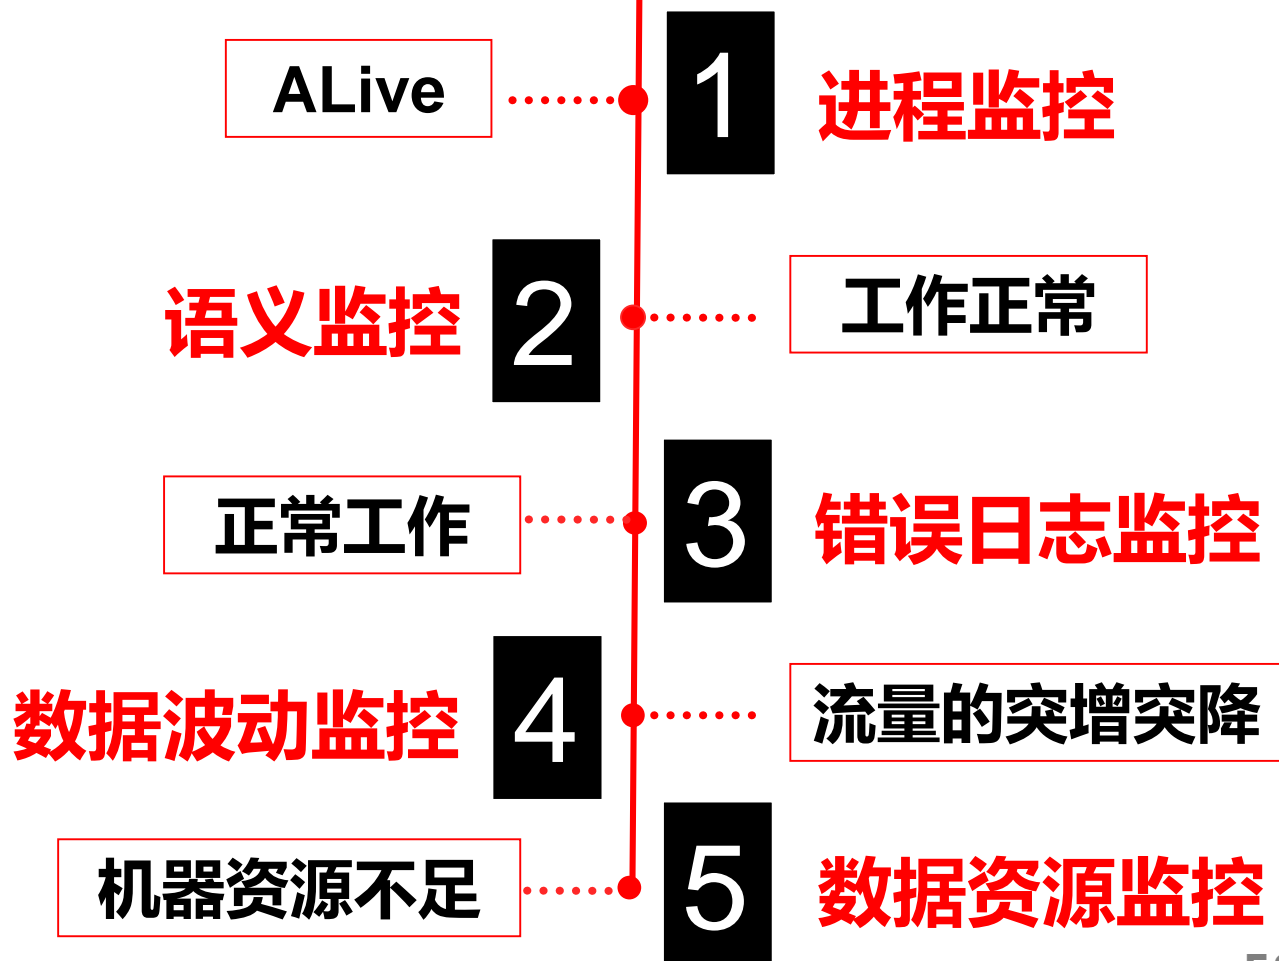 ALive
1
进程监控
语义监控
2
工作正常
正常工作
3
错误日志监控
数据波动监控
4
流量的突增突降
机器资源不足
5
数据资源监控